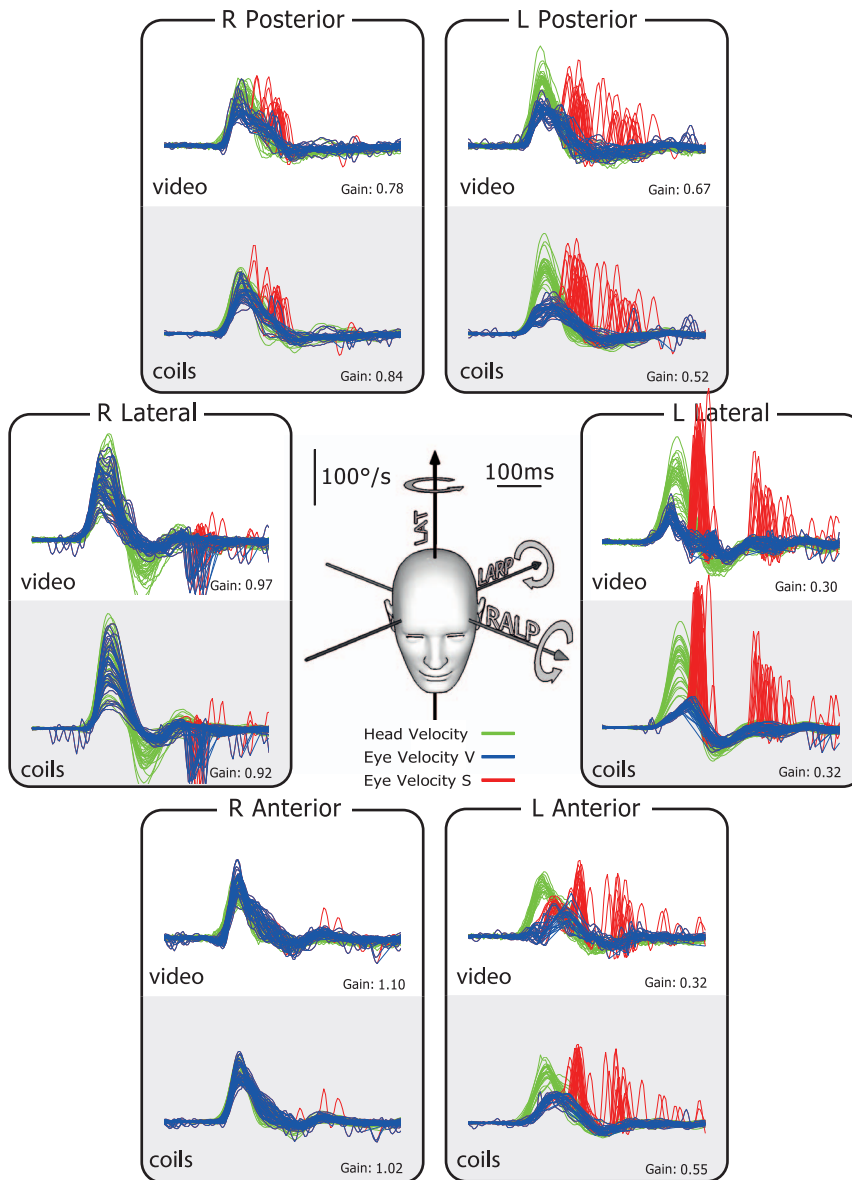 R Posterior
L Posterior
video
Gain: 0.78
video
Gain: 0.67
coils
Gain: 0.84
coils
Gain: 0.52
R Lateral
L Lateral
100°/s
100ms
LAT
LARP
RALP
video
Gain: 0.97
video
Gain: 0.30
Head Velocity
Eye Velocity V
Eye Velocity S
coils
Gain: 0.92
coils
Gain: 0.32
R Anterior
L Anterior
video
Gain: 1.10
video
Gain: 0.32
coils
Gain: 1.02
coils
Gain: 0.55